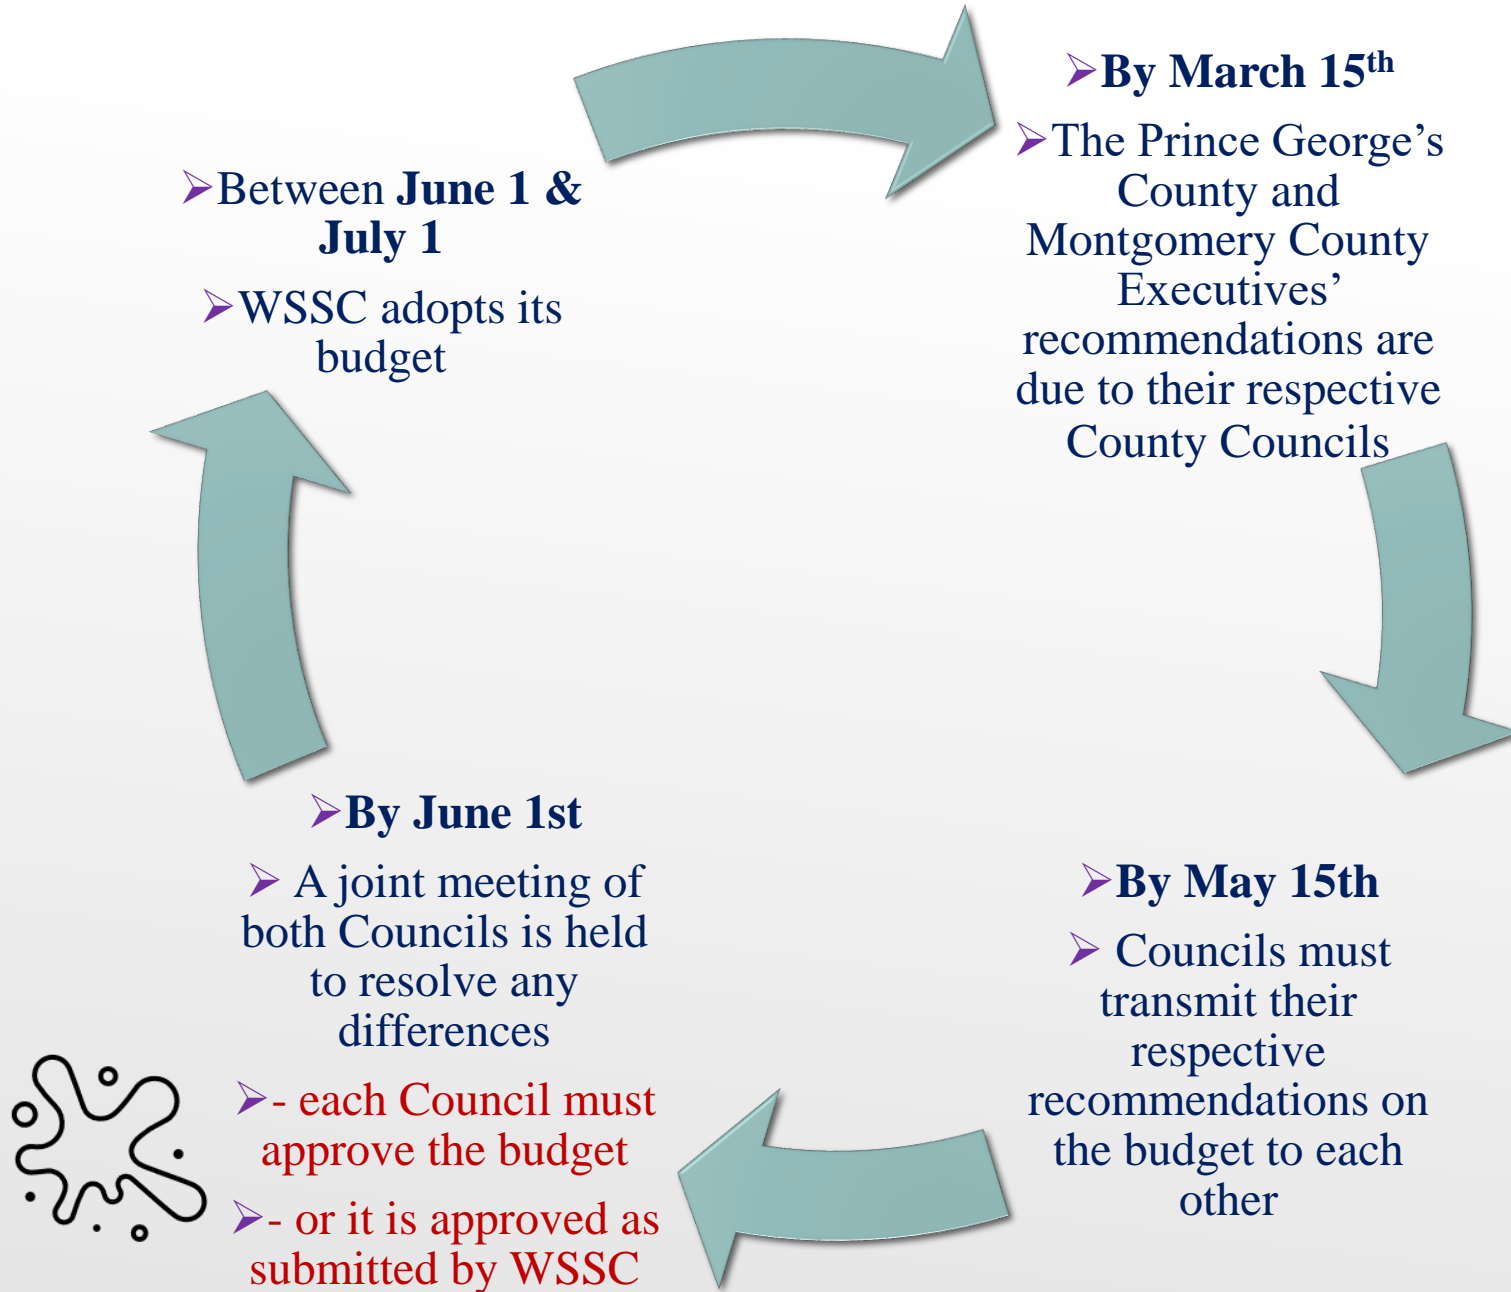 ➢By March 15th
➢The Prince George’s
County and
Montgomery County
Executives’
recommendations are
due to their respective
County Councils
➢By May 15th
➢ Councils must
transmit their
respective
recommendations on
the budget to each
other
➢By June 1st
➢ A joint meeting of
both Councils is held
to resolve any
differences
➢- each Council must
approve the budget
➢- or it is approved as
submitted by WSSC
➢Between June 1 &
July 1
➢WSSC adopts its
budget